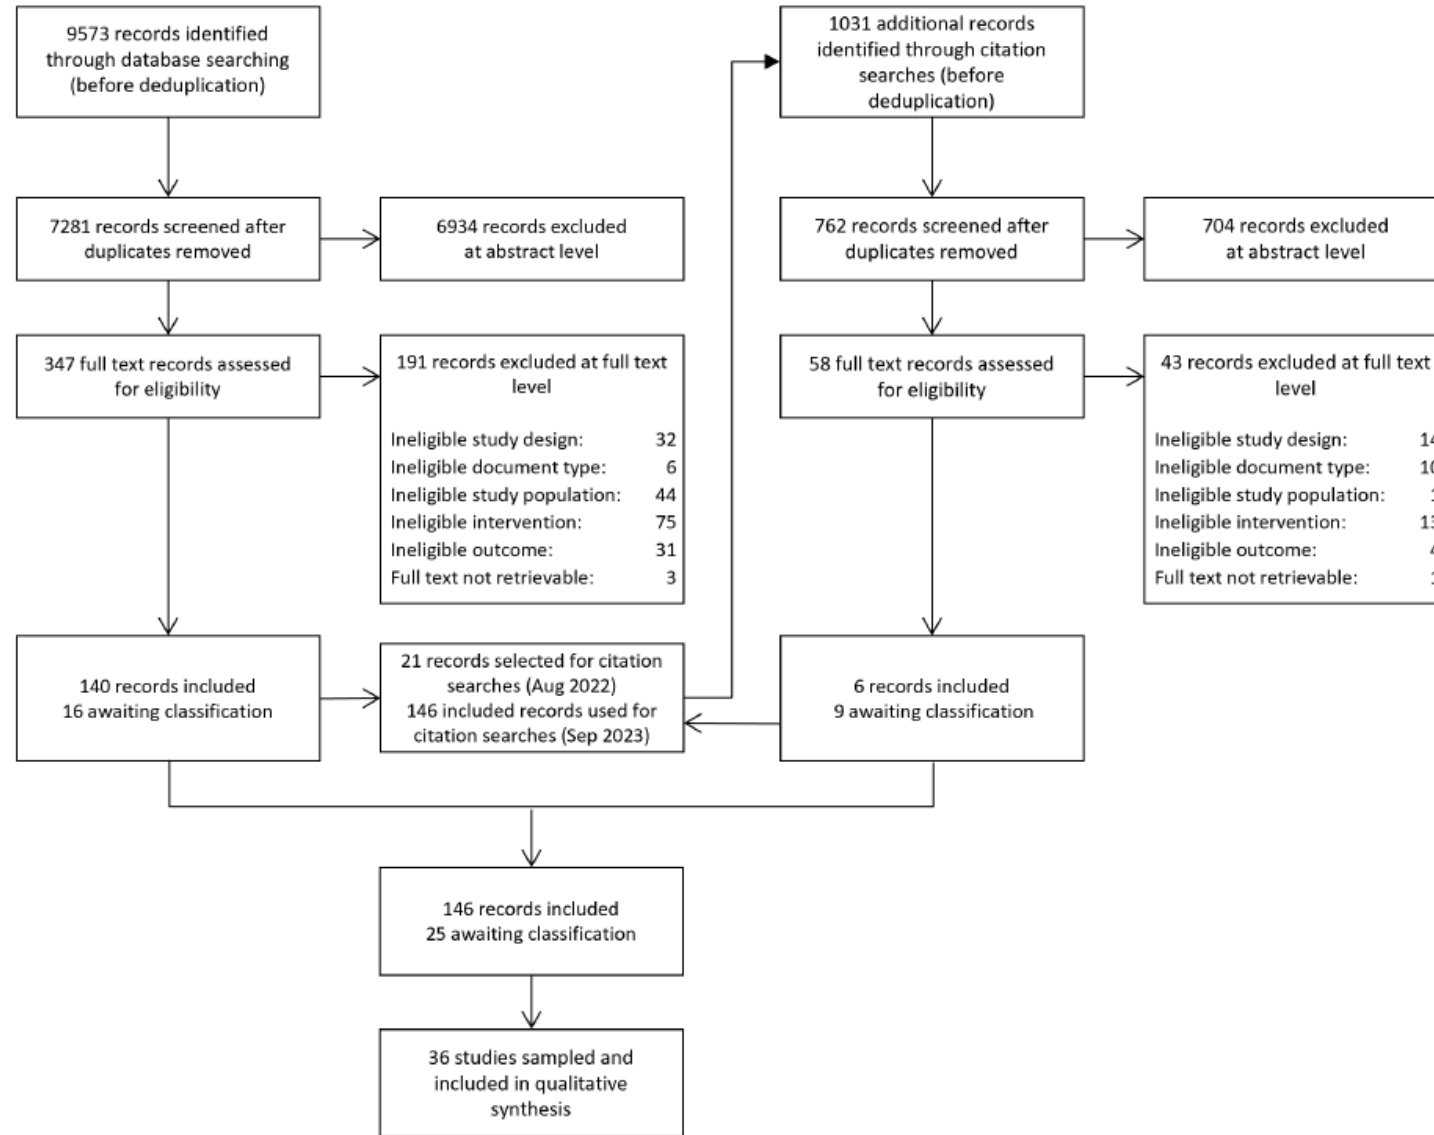 9573 records identified
through database searching
(before deduplication)
1031 additional records
identified through citation
searches (before
deduplication)
7281 records screened after
duplicates removed
6934 records excluded
at abstract level
762 records screened after
duplicates removed
704 records excluded
at abstract level
347 full text records assessed
for eligibility
191 records excluded at full text
level
Ineligible study design: 32
Ineligible document type: 6
Ineligible study population: 44
Ineligible intervention: 75
Ineligible outcome: 31
Full text not retrievable: 3
58 full text records assessed
for eligibility
43 records excluded at full text
level
Ineligible study design: 14
Ineligible document type: 10
Ineligible study population: 1
Ineligible intervention: 13
Ineligible outcome: 4
Full text not retrievable: 1
140 records included
16 awaiting classification
21 records selected for citation
searches (Aug 2022)
146 included records used for
citation searches (Sep 2023)
6 records included
9 awaiting classification
146 records included
25 awaiting classification
36 studies sampled and
included in qualitative
synthesis